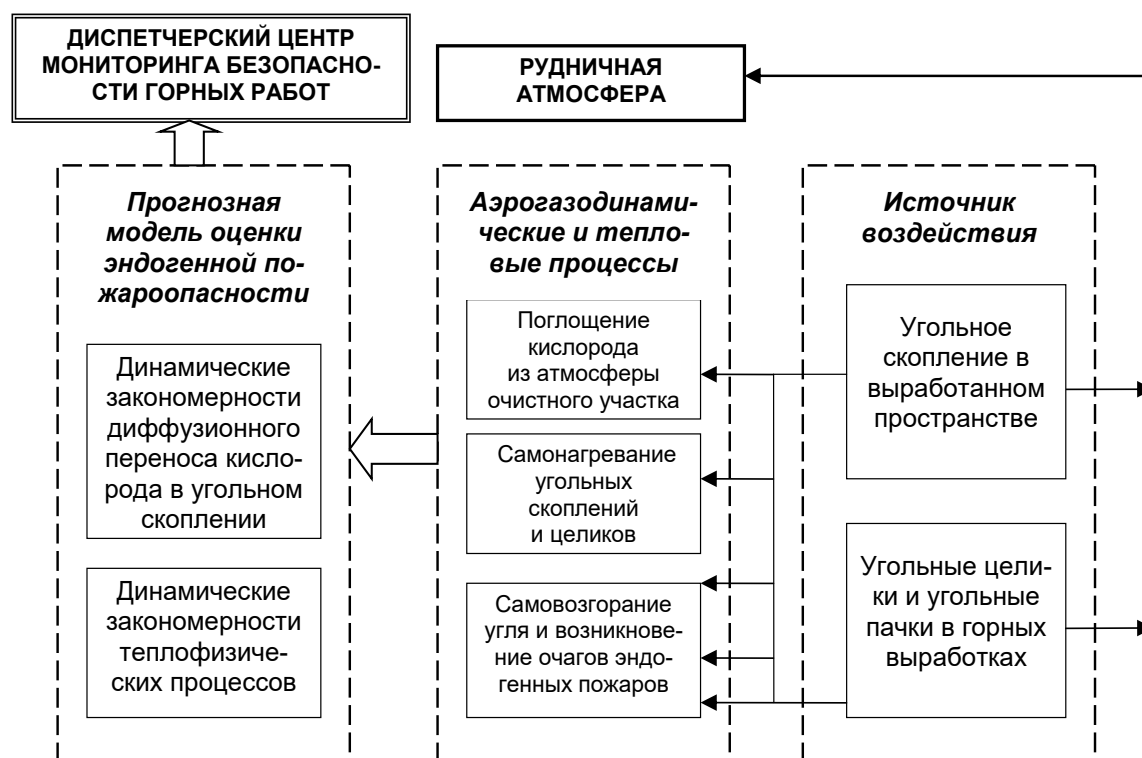 ДИСПЕТЧЕРСКИЙ ЦЕНТР
МОНИТОРИНГА БЕЗОПАСНО-
СТИ ГОРНЫХ РАБОТ
РУДНИЧНАЯ
АТМОСФЕРА
Прогнозная
модель оценки
эндогенной по-
жароопасности
Динамические
закономерности
диффузионного
переноса кисло-
рода в угольном
скоплении
Динамические
закономерности
теплофизиче-
ских процессов
Аэрогазодинами-
ческие и тепло-
вые процессы
Поглощение
кислорода
из атмосферы
очистного участка
Самонагревание
угольных
скоплений
и целиков
Самовозгорание
угля и возникнове-
ние очагов эндо-
генных пожаров
Источник
воздействия
Угольное
скопление в
выработанном
пространстве
Угольные цели-
ки и угольные
пачки в горных
выработках